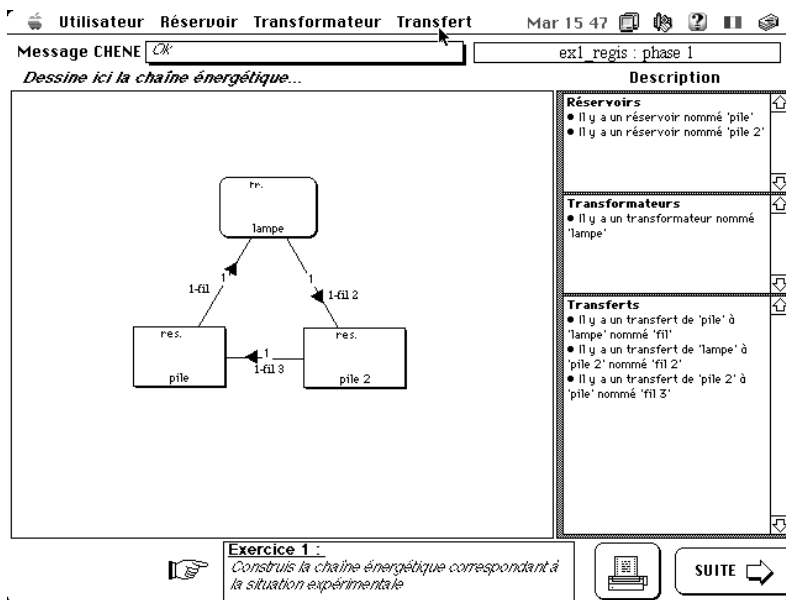 Utilisateur Réservoir Transformateur Transfert Mar 15 47
Message CHENE Ok
ex1_regis : phase 1
Dessine ici la chaîne énergétique...
Description
rr.
lampe
1
1-fil
1
1-fil 2
res.
pile
1
1-fil 3
res.
pile 2
Réservoirs
● Il y a un réservoir nommé 'pile'
● Il y a un réservoir nommé 'pile 2'
Transformateurs
● Il y a un transformateur nommé
'lampe'
Transferts
● Il y a un transfert de 'pile' à
'lampe' nommé 'fil'
● Il y a un transfert de 'lampe' à
'pile 2' nommé 'fil 2'
● Il y a un transfert de 'pile 2' à
'pile' nommé 'fil 3'
Exercice 1 :
Construis la chaîne énergétique correspondant à
la situation expérimentale
SUITE